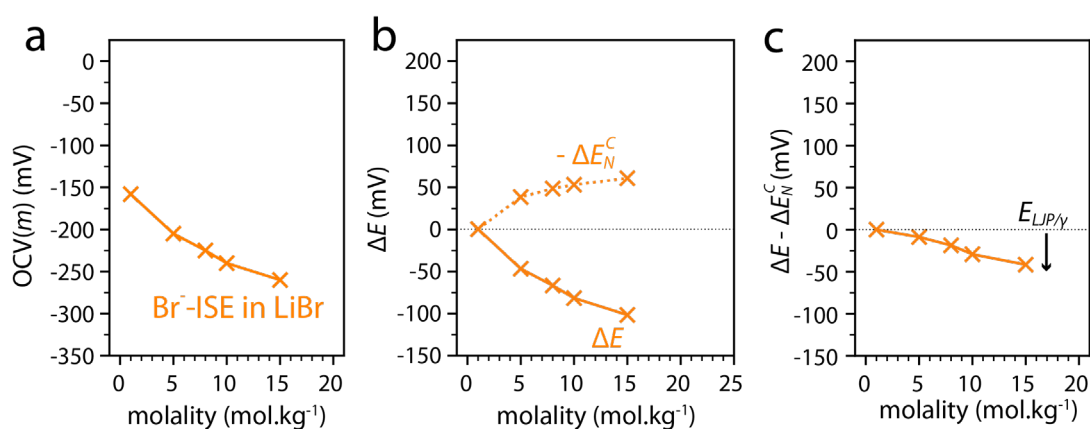 a
OCV(m) (mV)
0
-50
-100
-150
-200
-250
-300
-350
Br⁻-ISE in LiBr
0 5 10 15 20
molality (mol.kg⁻¹)
b
ΔE (mV)
200
150
100
50
0
-50
-100
-150
- ΔE_N^C
ΔE
0 5 10 15 20 25
molality (mol.kg⁻¹)
c
ΔE - ΔE_N^C (mV)
200
150
100
50
0
-50
-100
-150
E_LJP/γ
0 5 10 15 20
molality (mol.kg⁻¹)